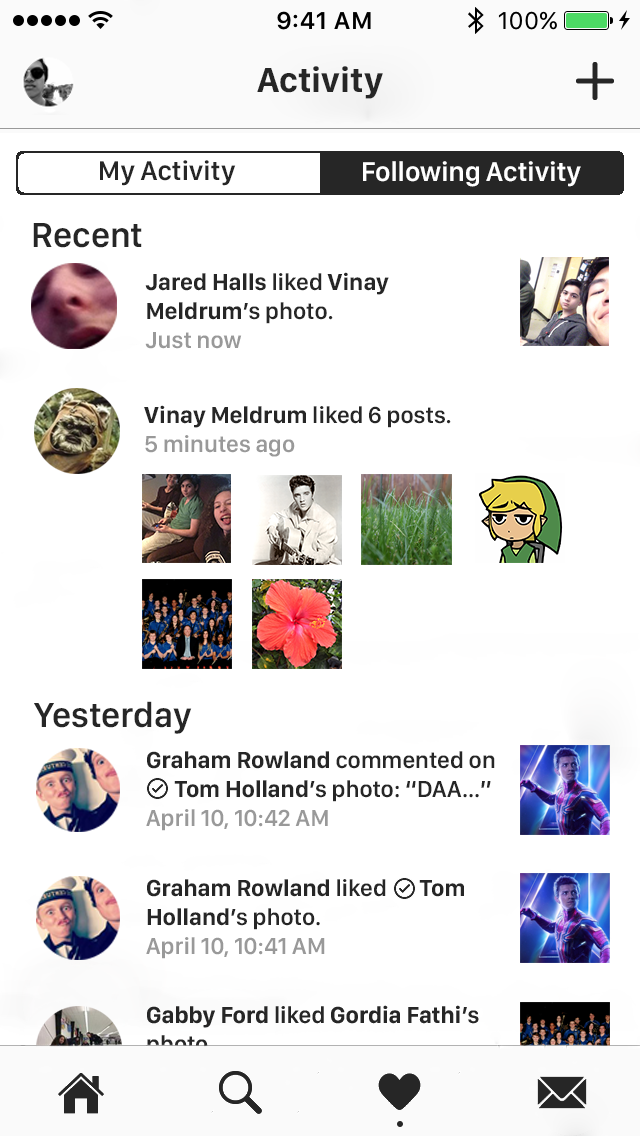 9:41 AM 100%
Activity
My Activity Following Activity
Recent
Jared Halls liked Vinay
Meldrum’s photo.
Just now
Vinay Meldrum liked 6 posts.
5 minutes ago
Yesterday
Graham Rowland commented on
Tom Holland’s photo: “DAA...”
April 10, 10:42 AM
Graham Rowland liked Tom
Holland’s photo.
April 10, 10:41 AM
Gabby Ford liked Gordia Fathi’s
photo